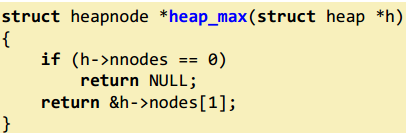 struct heapnode *heap_max(struct heap *h)
{
    if (h->nnodes == 0)
        return NULL;
    return &h->nodes[1];
}